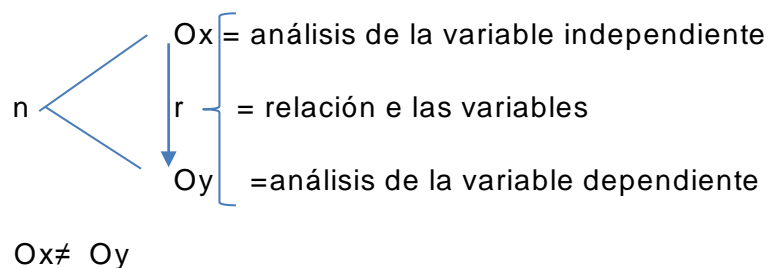 Ox = análisis de la variable independiente
n r = relación e las variables
Oy =análisis de la variable dependiente
Ox≠ Oy